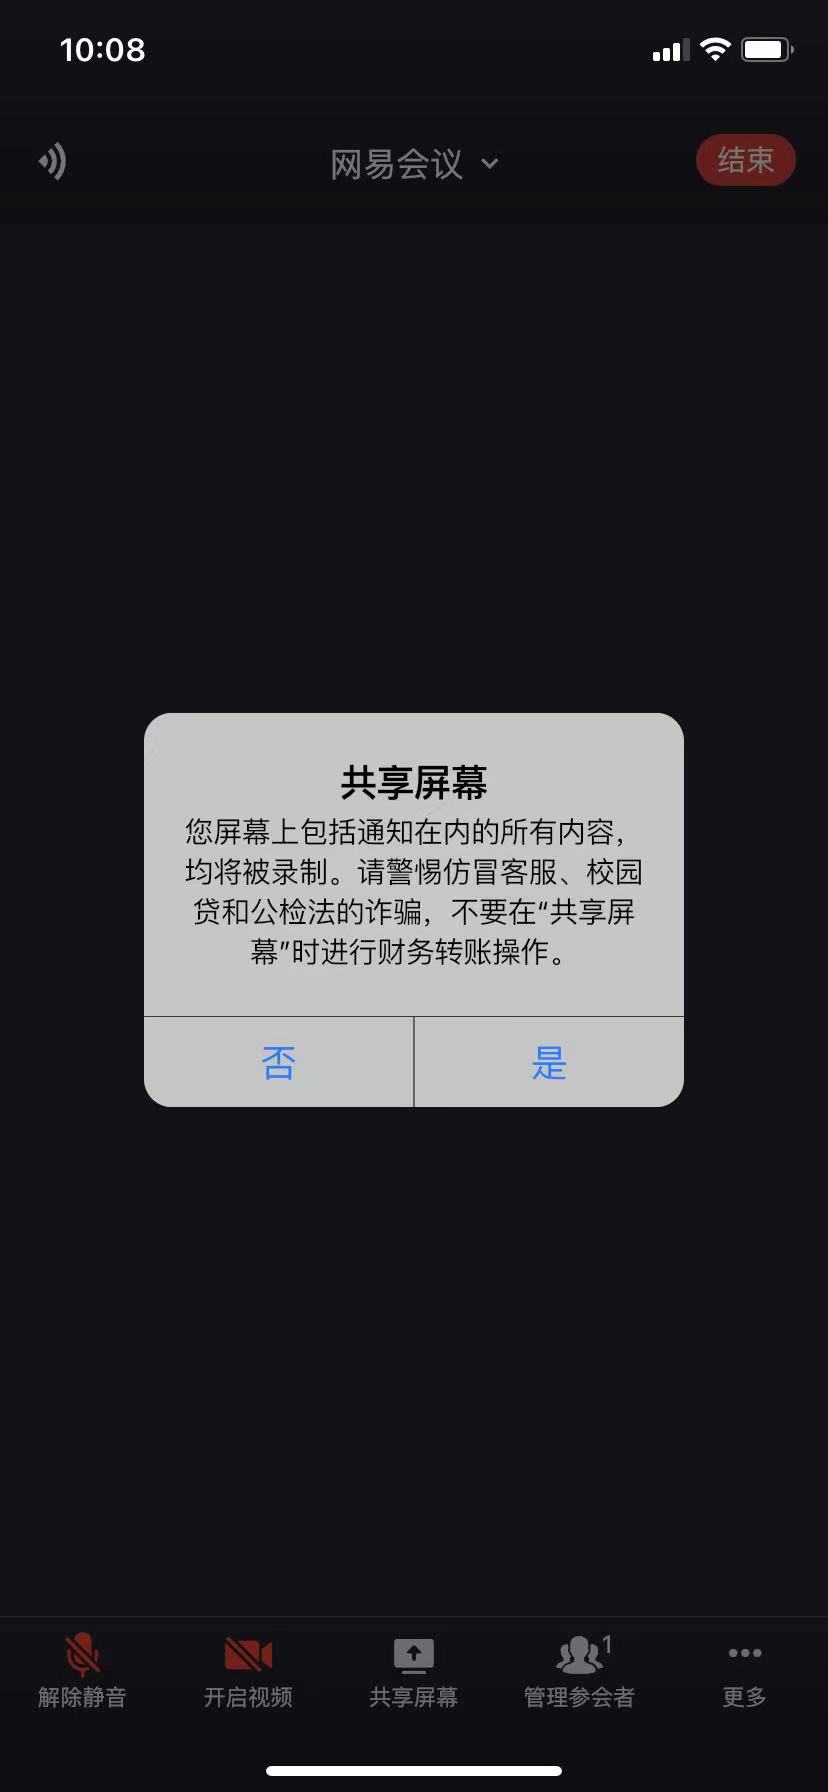 10:08
网易会议
结束
共享屏幕
您屏幕上包括通知在内的所有内容，
均将被录制。请警惕仿冒客服、校园
贷和公检法的诈骗，不要在“共享屏
幕”时进行财务转账操作。
否
是
1
解除静音
开启视频
共享屏幕
管理参会者
更多